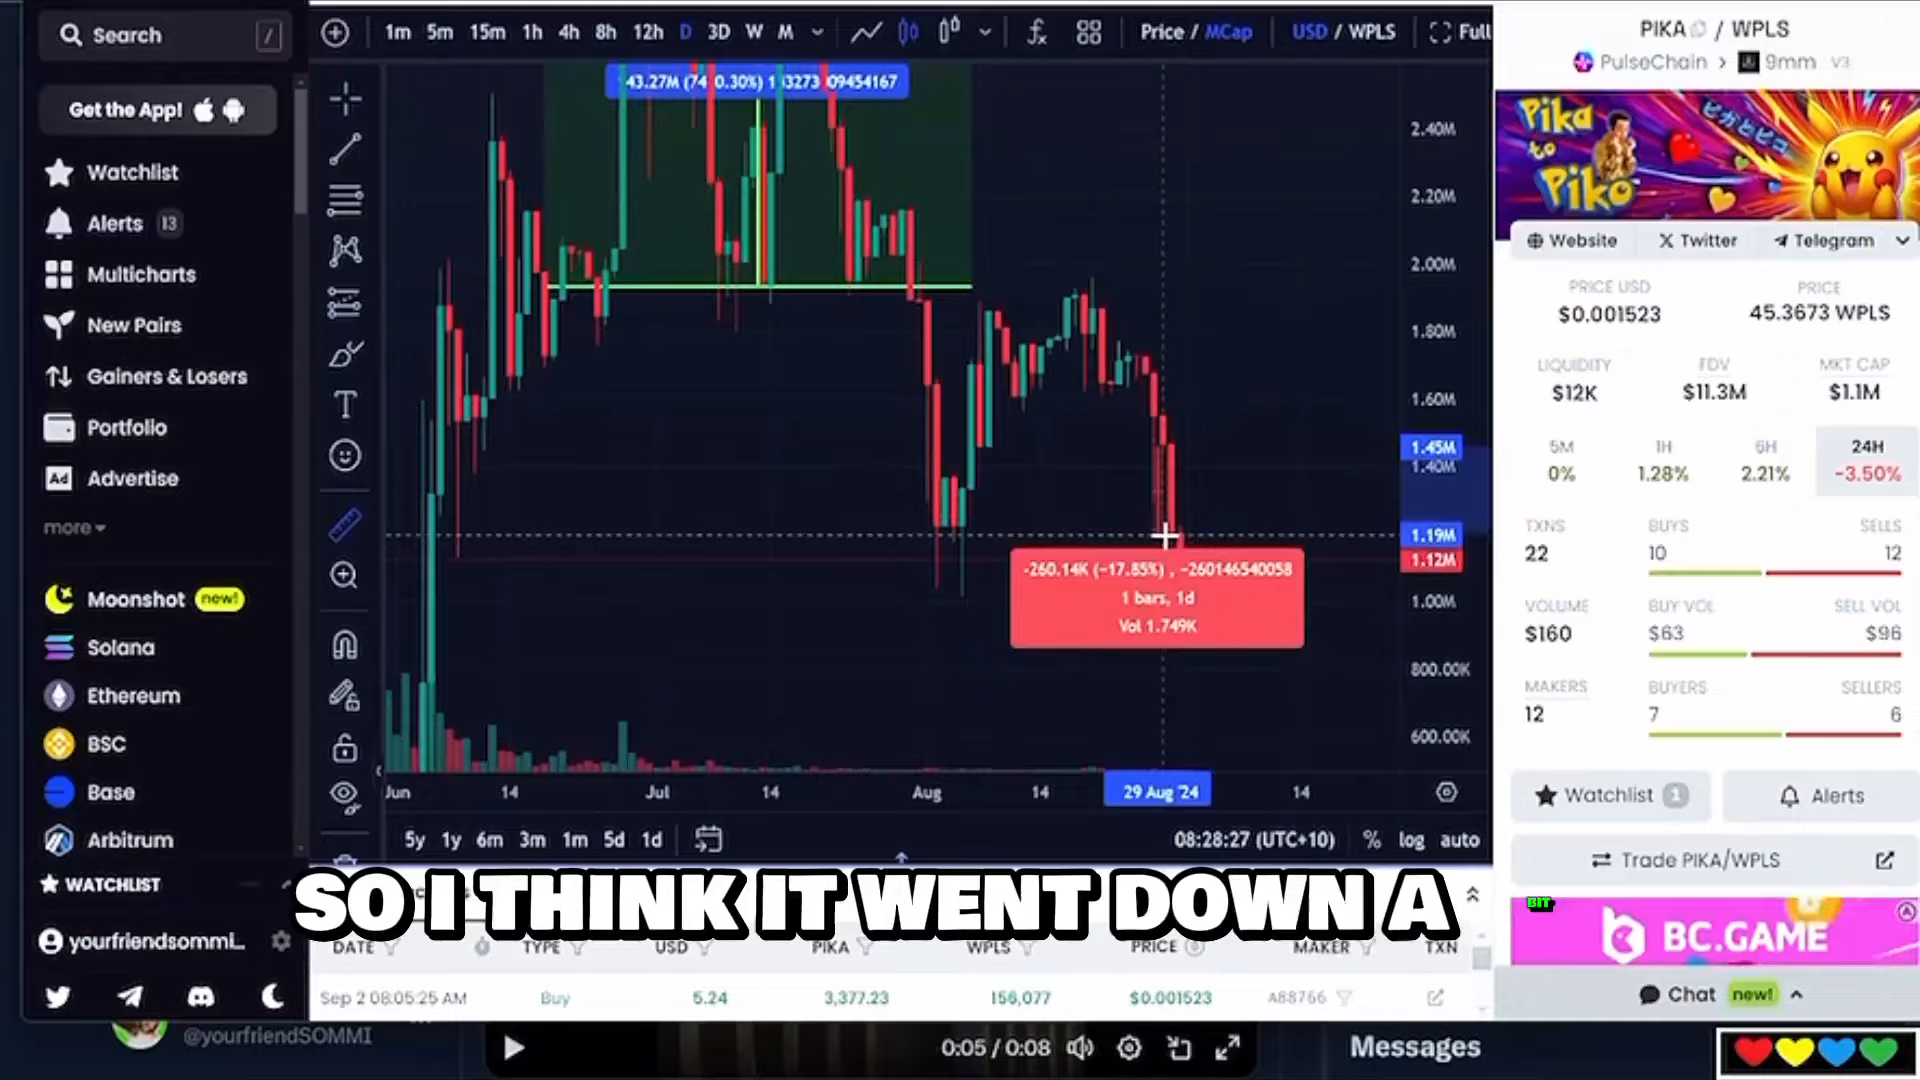 Search /
Get the App!
Watchlist
Alerts 13
Multicharts
New Pairs
Gainers & Losers
Portfolio
Ad Advertise
more
Moonshot new!
Solana
Ethereum
BSC
Base
Arbitrum
WATCHLIST
yourfriendsommi...
@yourfriendSOMMI
1m 5m 15m 1h 4h 8h 12h D 3D W M
Price / MCap
USD / WPLS
Full
2.40M
2.20M
2.00M
1.80M
1.60M
1.45M
1.40M
1.19M
1.12M
1.00M
800.00K
600.00K
-260.14K (-17.85%) , -260146540058
1 bars, 1d
Vol 1.749K
Jun 14 Jul 14 Aug 14 29 Aug '24 14
5y 1y 6m 3m 1m 5d 1d
08:28:27 (UTC+10) % log auto
SO I THINK IT WENT DOWN A
BIT
DATE TYPE USD PIKA WPLS PRICE MAKER TXN
Sep 2 08:05:25 AM Buy 5.24 3,377.23 156,077 $0.001523 A88766
0:05 / 0:08
Messages
PIKA / WPLS
PulseChain > 9mm V3
Pika
to
Piko
ピカとピコ
Website Twitter Telegram
PRICE USD PRICE
$0.001523 45.3673 WPLS
LIQUIDITY FDV MKT CAP
$12K $11.3M $1.1M
5M 1H 6H 24H
0% 1.28% 2.21% -3.50%
TXNS BUYS SELLS
22 10 12
VOLUME BUY VOL SELL VOL
$160 $63 $96
MAKERS BUYERS SELLERS
12 7 6
Watchlist 1 Alerts
Trade PIKA/WPLS
BC.GAME
Chat new!